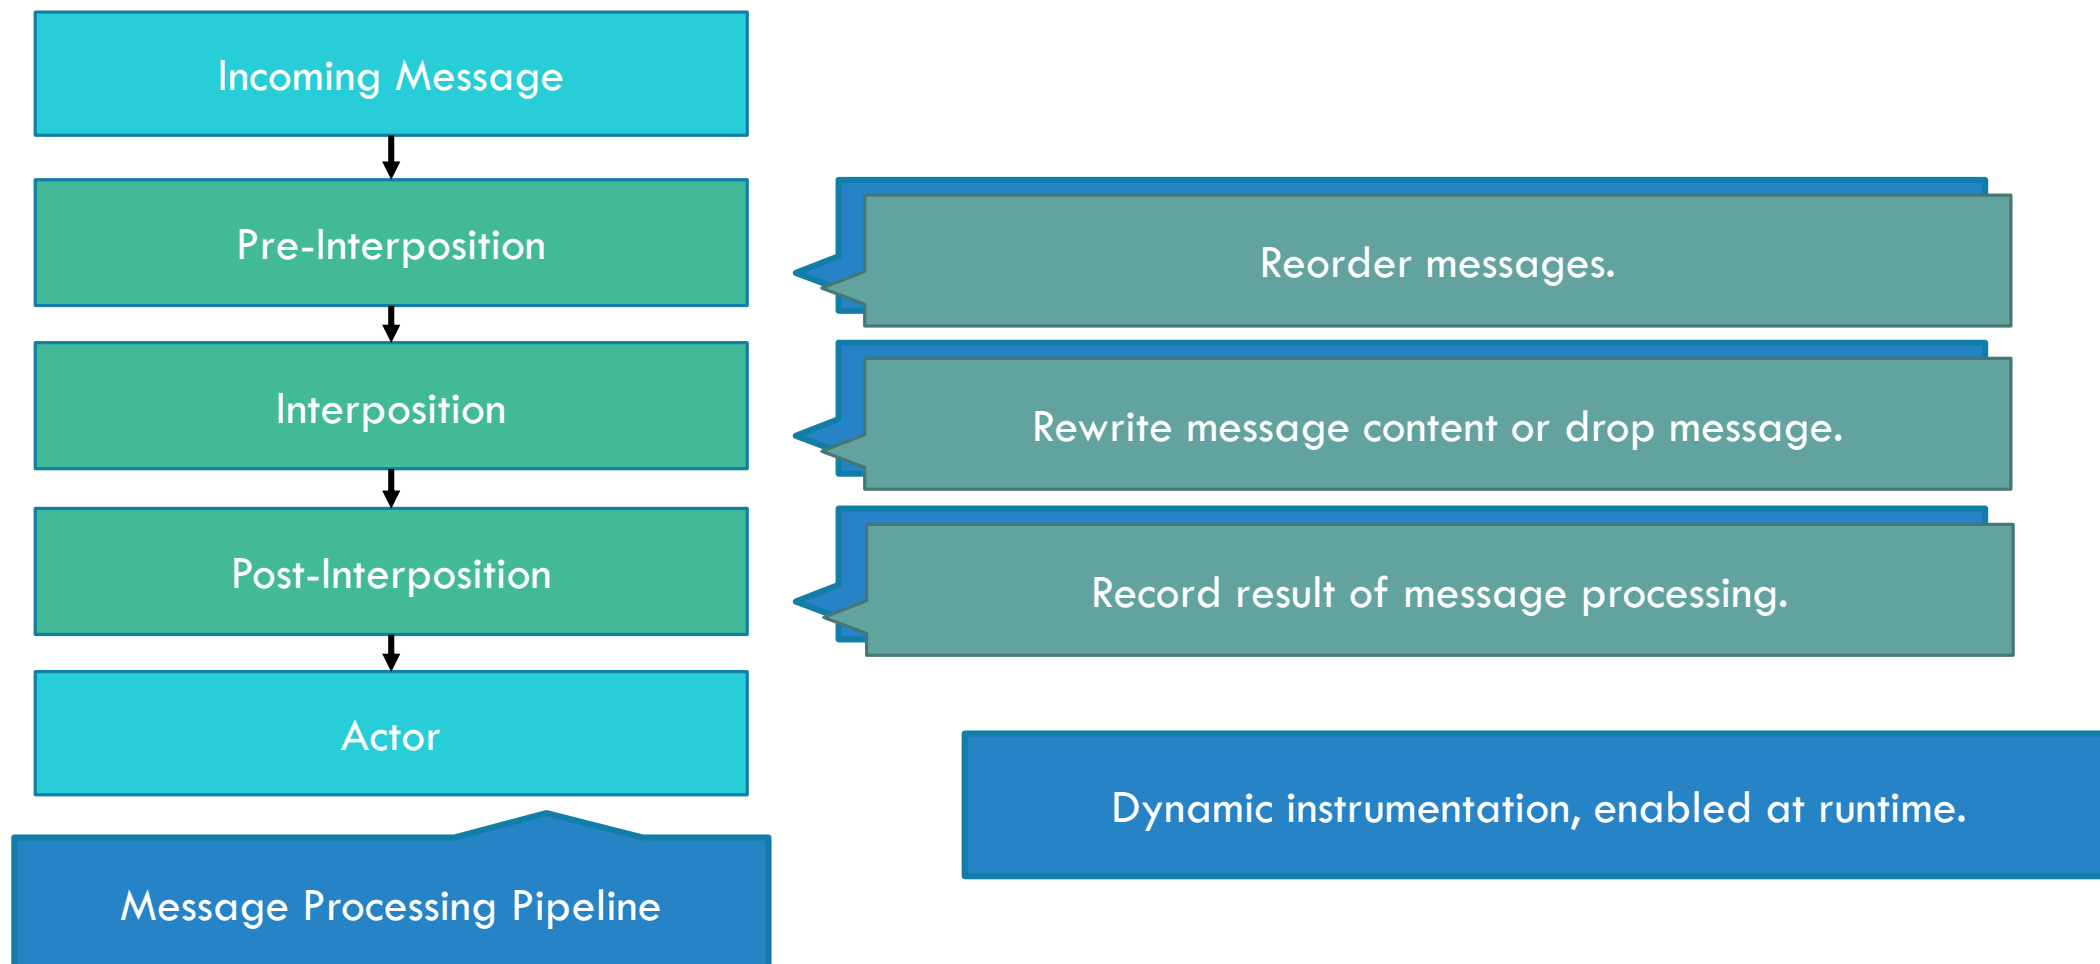 Incoming Message
Pre-Interposition
Reorder messages.
Interposition
Rewrite message content or drop message.
Post-Interposition
Record result of message processing.
Actor
Dynamic instrumentation, enabled at runtime.
Message Processing Pipeline